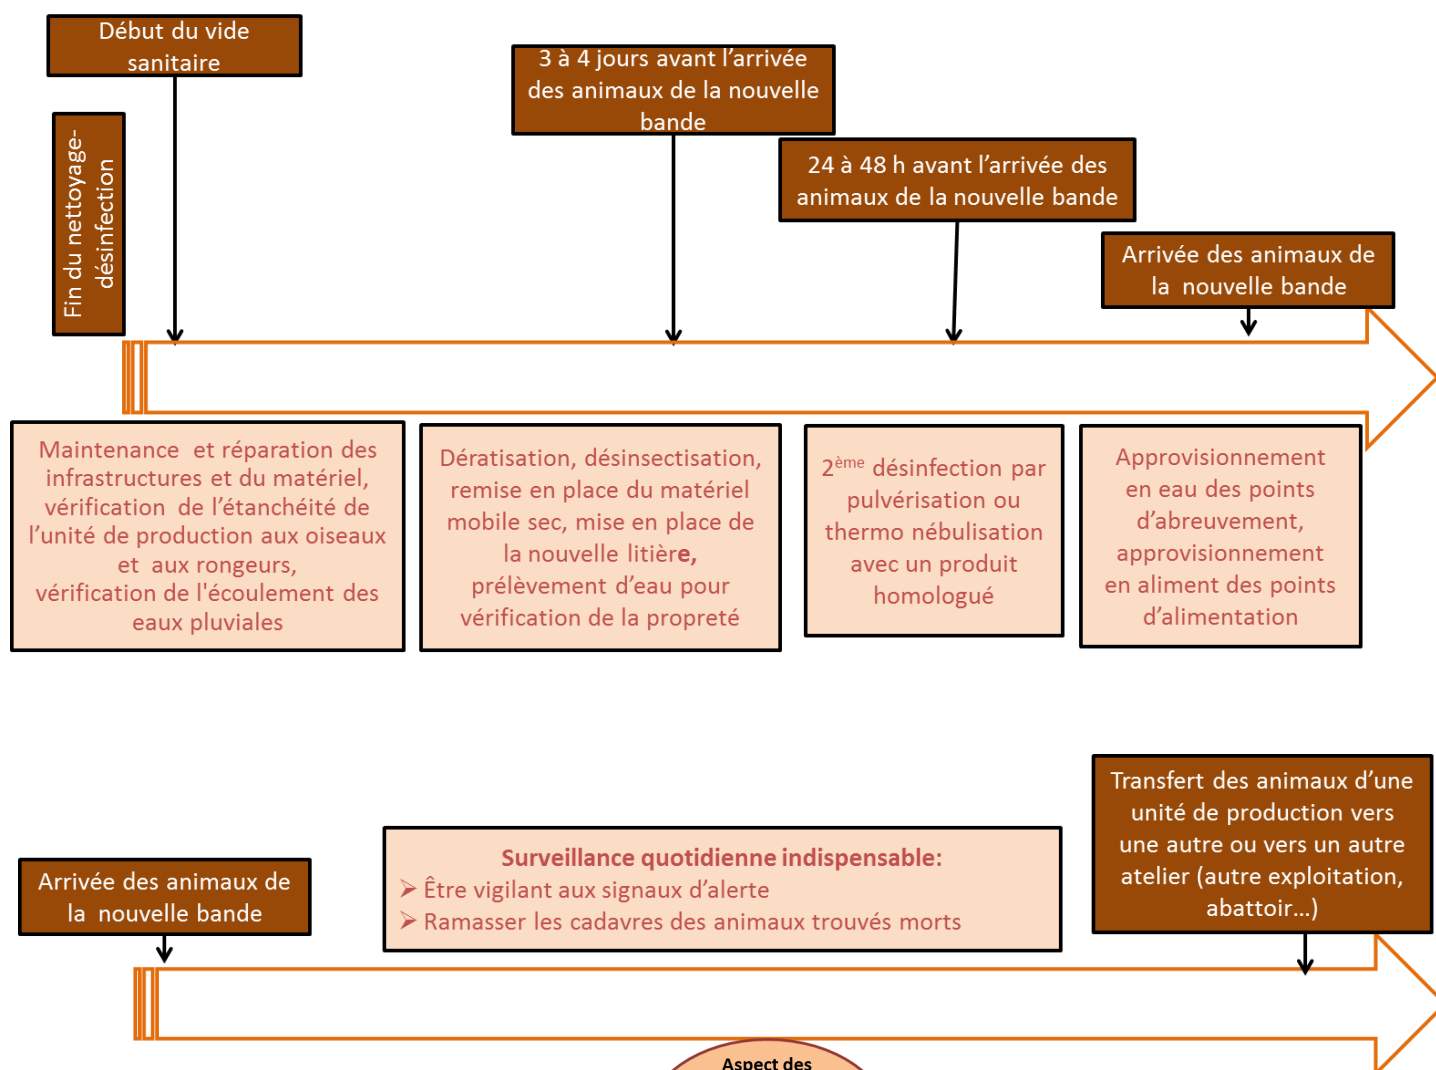 Début du vide
sanitaire
3 à 4 jours avant l’arrivée
des animaux de la nouvelle
bande
Fin du nettoyage-
désinfection
24 à 48 h avant l’arrivée des
animaux de la nouvelle bande
Arrivée des animaux de
la nouvelle bande
Maintenance et réparation des
infrastructures et du matériel,
vérification de l’étanchéité de
l’unité de production aux oiseaux
et aux rongeurs,
vérification de l'écoulement des
eaux pluviales
Dératisation, désinsectisation,
remise en place du matériel
mobile sec, mise en place de
la nouvelle litière,
prélèvement d’eau pour
vérification de la propreté
2ème désinfection par
pulvérisation ou
thermo nébulisation
avec un produit
homologué
Approvisionnement
en eau des points
d’abreuvement,
approvisionnement
en aliment des points
d’alimentation
Arrivée des animaux de
la nouvelle bande
Surveillance quotidienne indispensable:
➢ Être vigilant aux signaux d’alerte
➢ Ramasser les cadavres des animaux trouvés morts
Transfert des animaux d’une
unité de production vers
une autre ou vers un autre
atelier (autre exploitation,
abattoir…)
Aspect des